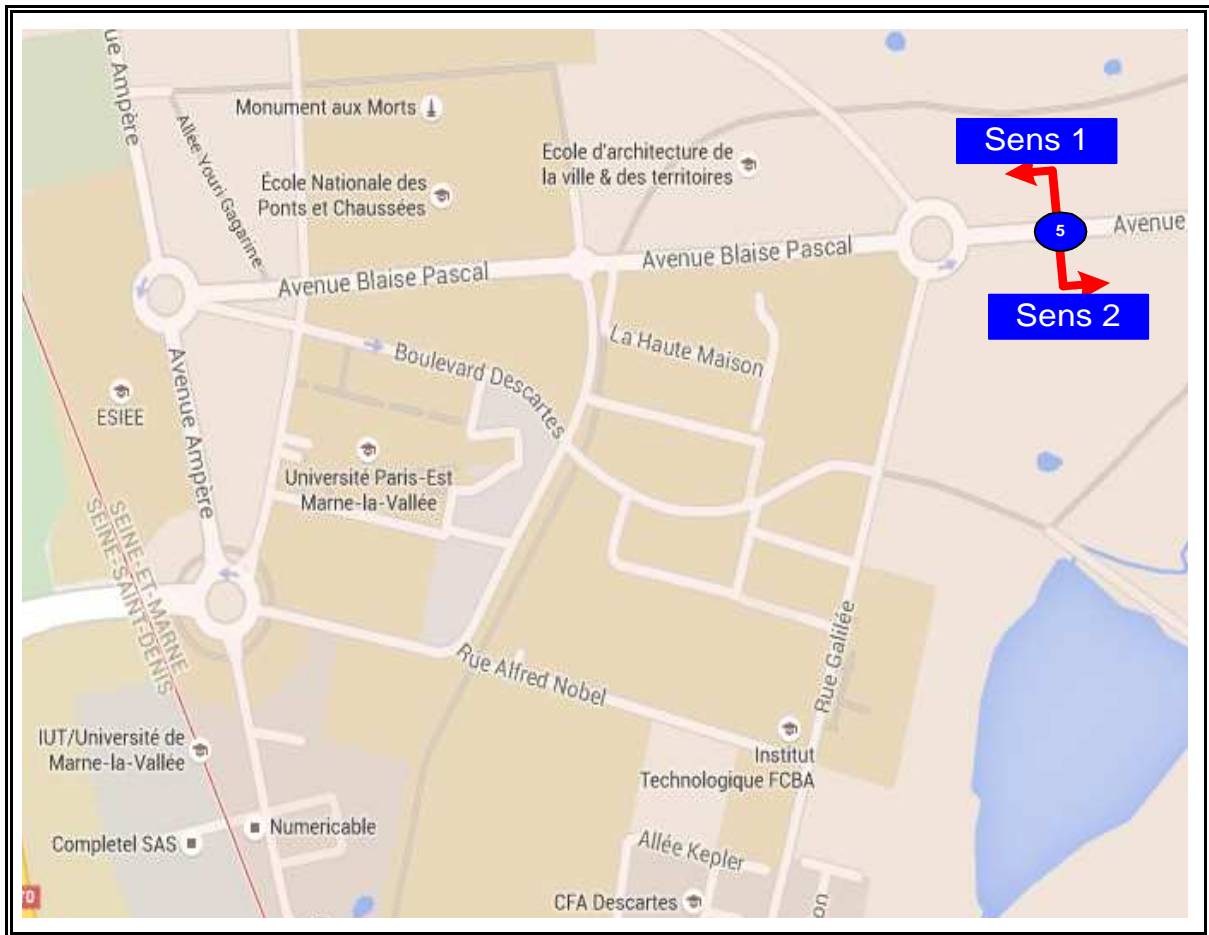 ue Ampère
Monument aux Morts
Allée Youri Gagarine
École Nationale des
Ponts et Chaussées
Ecole d'architecture de
la ville & des territoires
Sens 1
5
Avenue
Sens 2
Avenue Blaise Pascal
Avenue Blaise Pascal
La Haute Maison
Boulevard Descartes
Avenue Ampère
ESIEE
Université Paris-Est
Marne-la-Vallée
SEINE-ET-MARNE
SEINE-SAINT-DENIS
Rue Galilée
Rue Alfred Nobel
IUT/Université de
Marne-la-Vallée
Institut
Technologique FCBA
Numericable
Completel SAS
Allée Kepler
CFA Descartes
70
on